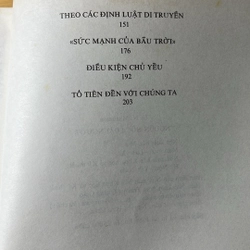 THEO CÁC ĐỊNH LUẬT DI TRUYỀN
151
«SỨC MẠNH CỦA BẦU TRỜI»
176
ĐIỀU KIỆN CHỦ YẾU
192
TỔ TIÊN ĐẾN VỚI CHÚNG TA
203